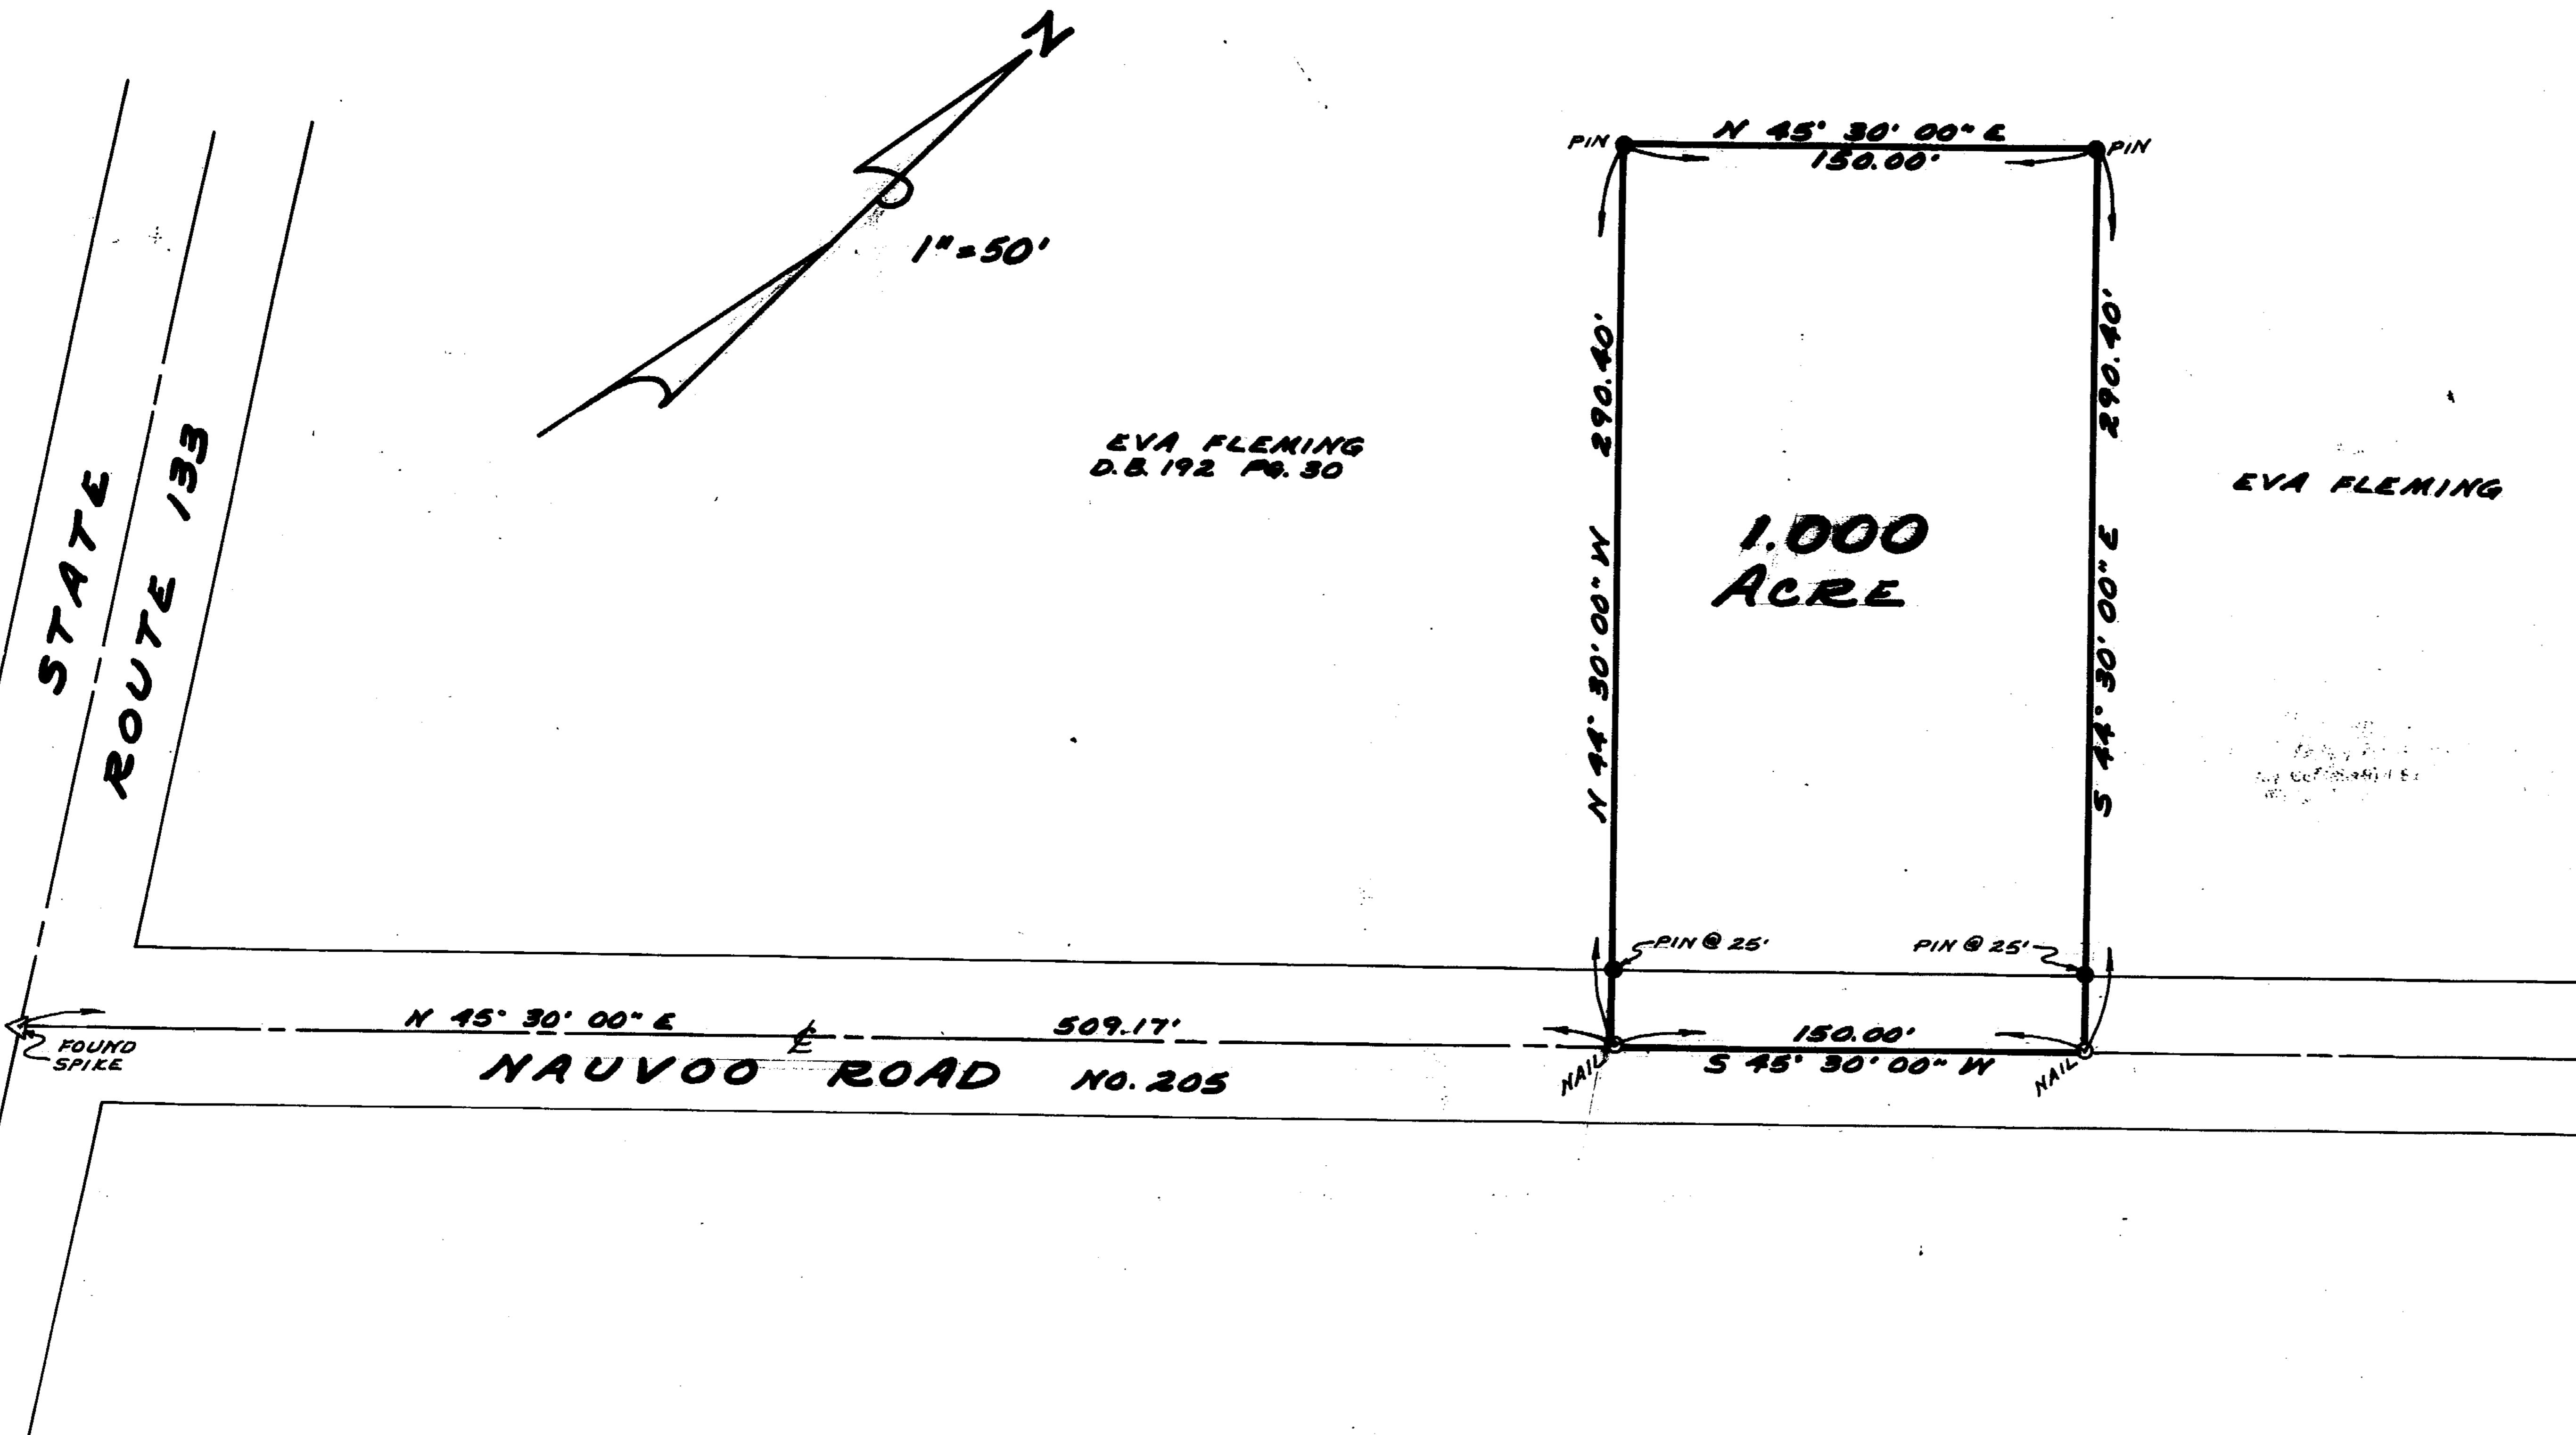 N
1"=50'
STATE
ROUTE 133
EVA FLEMING
D.B. 192 PG. 30
PIN
N 45° 30' 00" E
150.00'
PIN
N 44° 30' 00" W 290.40'
1.000
ACRE
S 44° 30' 00" E 290.40'
EVA FLEMING
PIN @ 25'
PIN @ 25'
FOUND
SPIKE
N 45° 30' 00" E ℄ 509.17'
NAUVOO ROAD NO. 205
NAIL
150.00'
S 45° 30' 00" W
NAIL